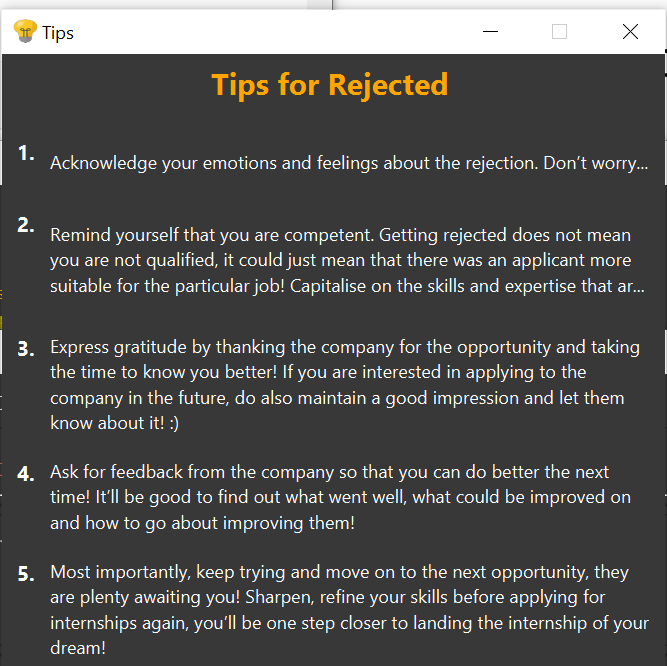 Tips
Tips for Rejected
1. Acknowledge your emotions and feelings about the rejection. Don’t worry...
2. Remind yourself that you are competent. Getting rejected does not mean
you are not qualified, it could just mean that there was an applicant more
suitable for the particular job! Capitalise on the skills and expertise that ar...
3. Express gratitude by thanking the company for the opportunity and taking
the time to know you better! If you are interested in applying to the
company in the future, do also maintain a good impression and let them
know about it! :)
4. Ask for feedback from the company so that you can do better the next
time! It’ll be good to find out what went well, what could be improved on
and how to go about improving them!
5. Most importantly, keep trying and move on to the next opportunity, they
are plenty awaiting you! Sharpen, refine your skills before applying for
internships again, you’ll be one step closer to landing the internship of your
dream!